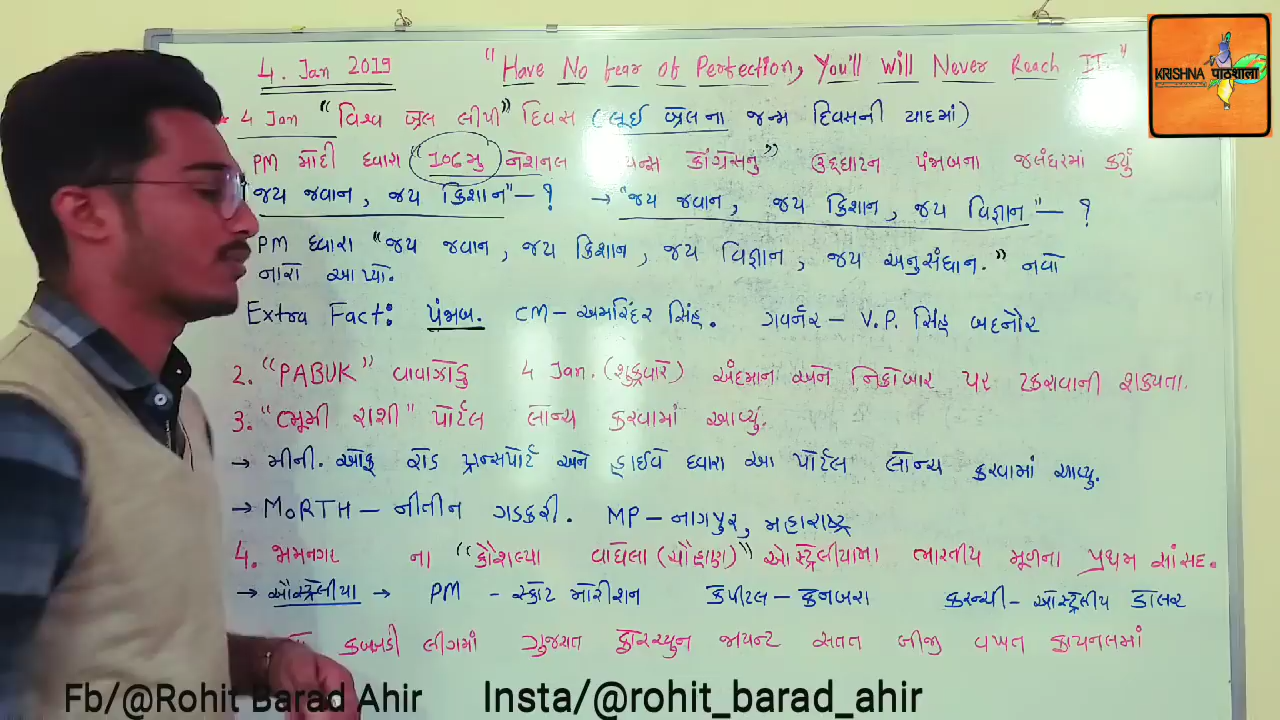 4. Jan 2019 "Have No fear of Perfection, You'll Will Never Reach IT."
KRISHNA પાઠશાલા
* 4 Jan "વિશ્વ બ્રેલ લીપી" દિવસ (લૂઈ બ્રેલના જન્મ દિવસની યાદમાં)
PM મોદી દ્વારા "106મુ નેશનલ યન્સ કોંગ્રેસનું" ઉદ્ઘાટન પંજાબના જલંધરમાં કર્યુ
"જય જવાન, જય કિશાન" – ? → "જય જવાન, જય કિશાન, જય વિજ્ઞાન" – ?
PM દ્વારા "જય જવાન, જય કિશાન, જય વિજ્ઞાન, જય અનુસંધાન." નવો
નારો આપ્યો.
Extra Fact: પંજાબ. CM – અમરિંદર સિંહ. ગવર્નર – V.P. સિંહ બદનોર
2. "PABUK" વાવાઝોડુ 4 Jan. (શુક્રવારે) અંદમાન અને નિકોબાર પર ટકરાવાની શક્યતા.
3. "ભૂમી રાશી" પોર્ટલ લોન્ચ કરવામાં આવ્યું.
→ મીની. ઓફ રોડ ટ્રાન્સપોર્ટ અને હાઈવે દ્વારા આ પોર્ટલ લોન્ચ કરવામાં આવ્યુ.
→ MoRTH – નીતીન ગડકરી. MP – નાગપુર, મહારાષ્ટ્ર
4. જામનગર ના "કૌશલ્યા વાઘેલા (ચૌહાણ)" ઓસ્ટ્રેલીયામા ભારતીય મૂળના પ્રથમ સાંસદ.
→ ઓસ્ટ્રેલીયા → PM - સ્કોટ મોરીશન કેપીટલ – કેનબરા કરન્સી – ઓસ્ટ્રેલીય ડોલર
કબડ્ડી લીગમાં ગુજરાત ફોરચ્યુન જાયન્ટ સતત બીજી વખત ફાયનલમાં
Fb/@Rohit Barad Ahir Insta/@rohit_barad_ahir